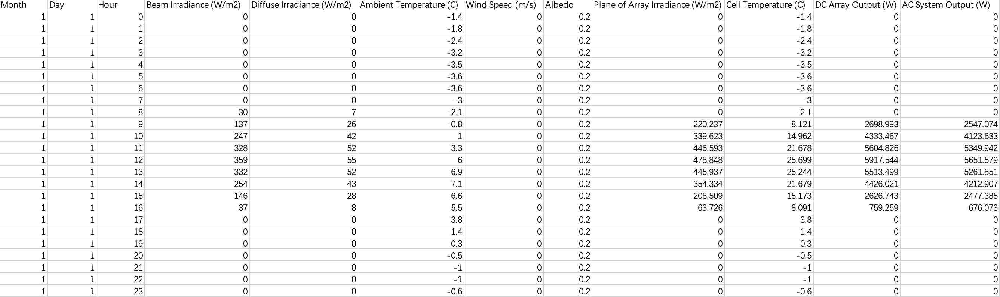 Month Day Hour Beam Irradiance (W/m2) Diffuse Irradiance (W/m2) Ambient Temperature (C) Wind Speed (m/s) Albedo Plane of Array Irradiance (W/m2) Cell Temperature (C) DC Array Output (W) AC System Output (W)
1 1 0 0 0 -1.4 0 0.2 0 -1.4 0 0
1 1 1 0 0 -1.8 0 0.2 0 -1.8 0 0
1 1 2 0 0 -2.4 0 0.2 0 -2.4 0 0
1 1 3 0 0 -3.2 0 0.2 0 -3.2 0 0
1 1 4 0 0 -3.5 0 0.2 0 -3.5 0 0
1 1 5 0 0 -3.6 0 0.2 0 -3.6 0 0
1 1 6 0 0 -3.6 0 0.2 0 -3.6 0 0
1 1 7 0 0 -3 0 0.2 0 -3 0 0
1 1 8 30 7 -2.1 0 0.2 0 -2.1 0 0
1 1 9 137 26 -0.8 0 0.2 220.237 8.121 2698.993 2547.074
1 1 10 247 42 1 0 0.2 339.623 14.962 4333.467 4123.633
1 1 11 328 52 3.3 0 0.2 446.593 21.678 5604.826 5349.942
1 1 12 359 55 6 0 0.2 478.848 25.699 5917.544 5651.579
1 1 13 332 52 6.9 0 0.2 445.937 25.244 5513.499 5261.851
1 1 14 254 43 7.1 0 0.2 354.334 21.679 4426.021 4212.907
1 1 15 146 28 6.6 0 0.2 208.509 15.173 2626.743 2477.385
1 1 16 37 8 5.5 0 0.2 63.726 8.091 759.259 676.073
1 1 17 0 0 3.8 0 0.2 0 3.8 0 0
1 1 18 0 0 1.4 0 0.2 0 1.4 0 0
1 1 19 0 0 0.3 0 0.2 0 0.3 0 0
1 1 20 0 0 -0.5 0 0.2 0 -0.5 0 0
1 1 21 0 0 -1 0 0.2 0 -1 0 0
1 1 22 0 0 -1 0 0.2 0 -1 0 0
1 1 23 0 0 -0.6 0 0.2 0 -0.6 0 0